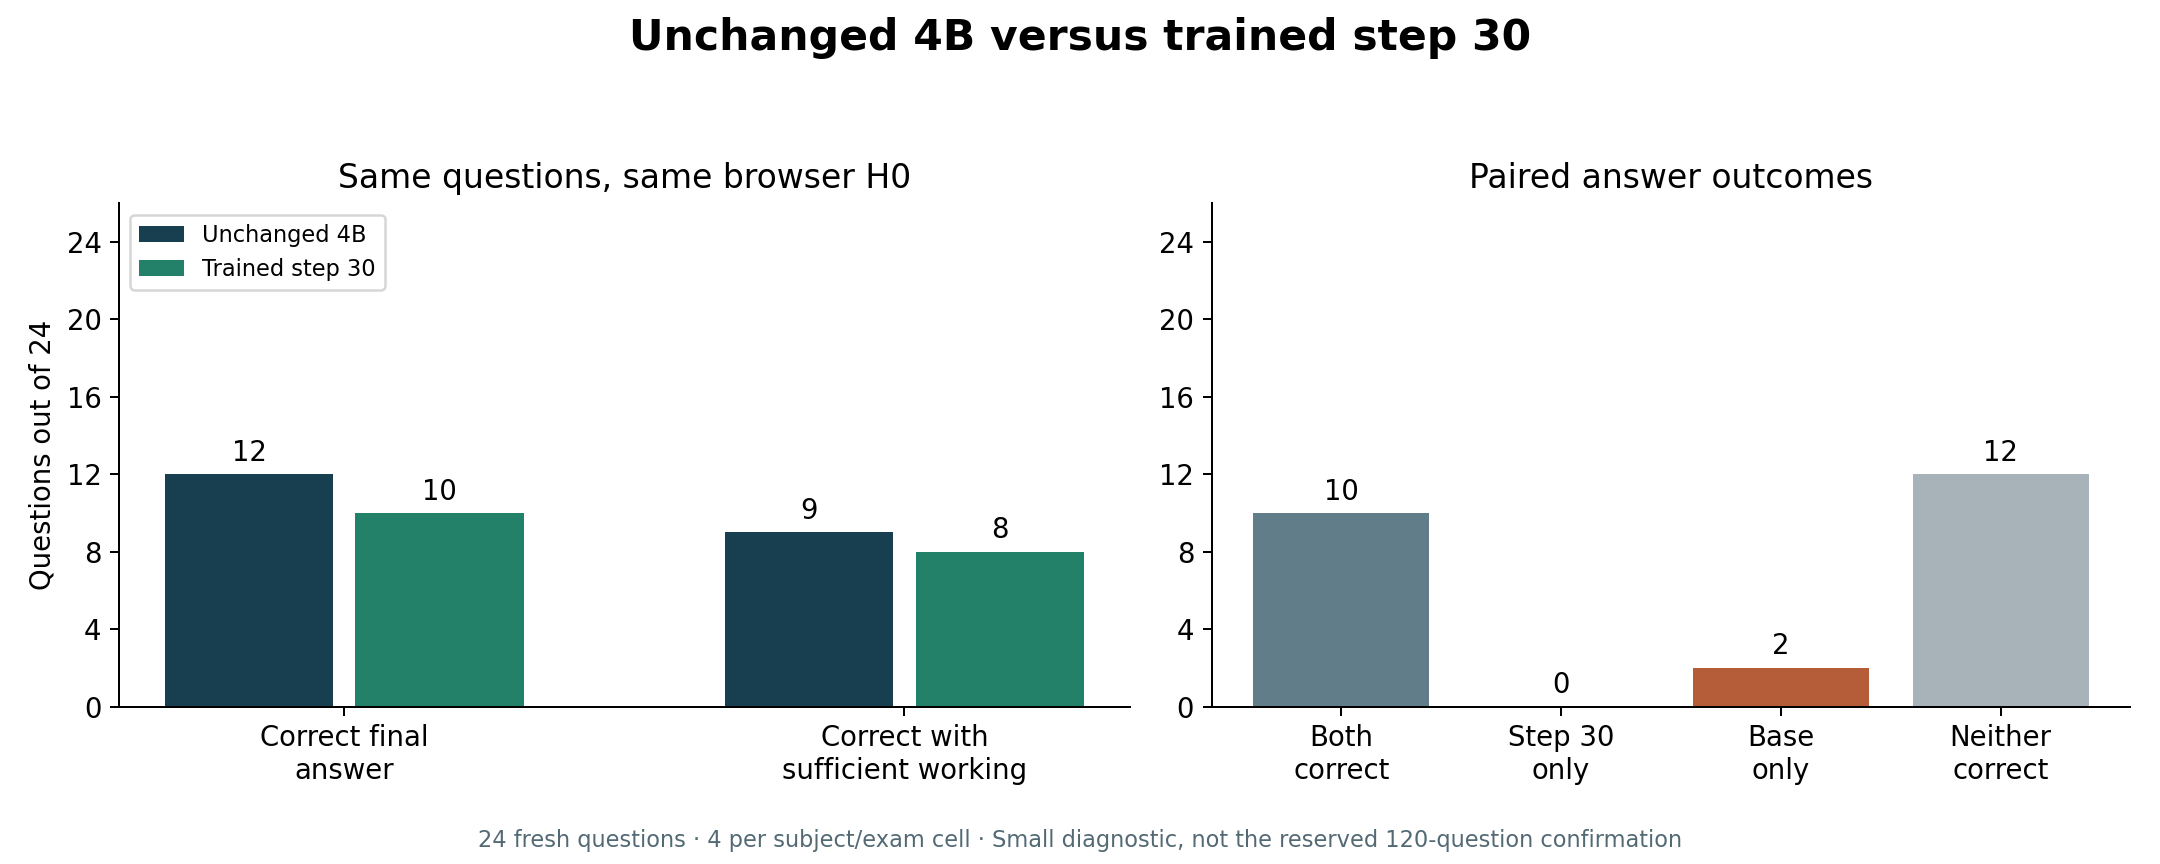 Unchanged 4B versus trained step 30
Same questions, same browser H0
Unchanged 4B
Trained step 30
Questions out of 24
24
20
16
12
8
4
0
12
10
9
8
Correct final
answer
Correct with
sufficient working
Paired answer outcomes
24
20
16
12
8
4
0
10
0
2
12
Both
correct
Step 30
only
Base
only
Neither
correct
24 fresh questions · 4 per subject/exam cell · Small diagnostic, not the reserved 120-question confirmation